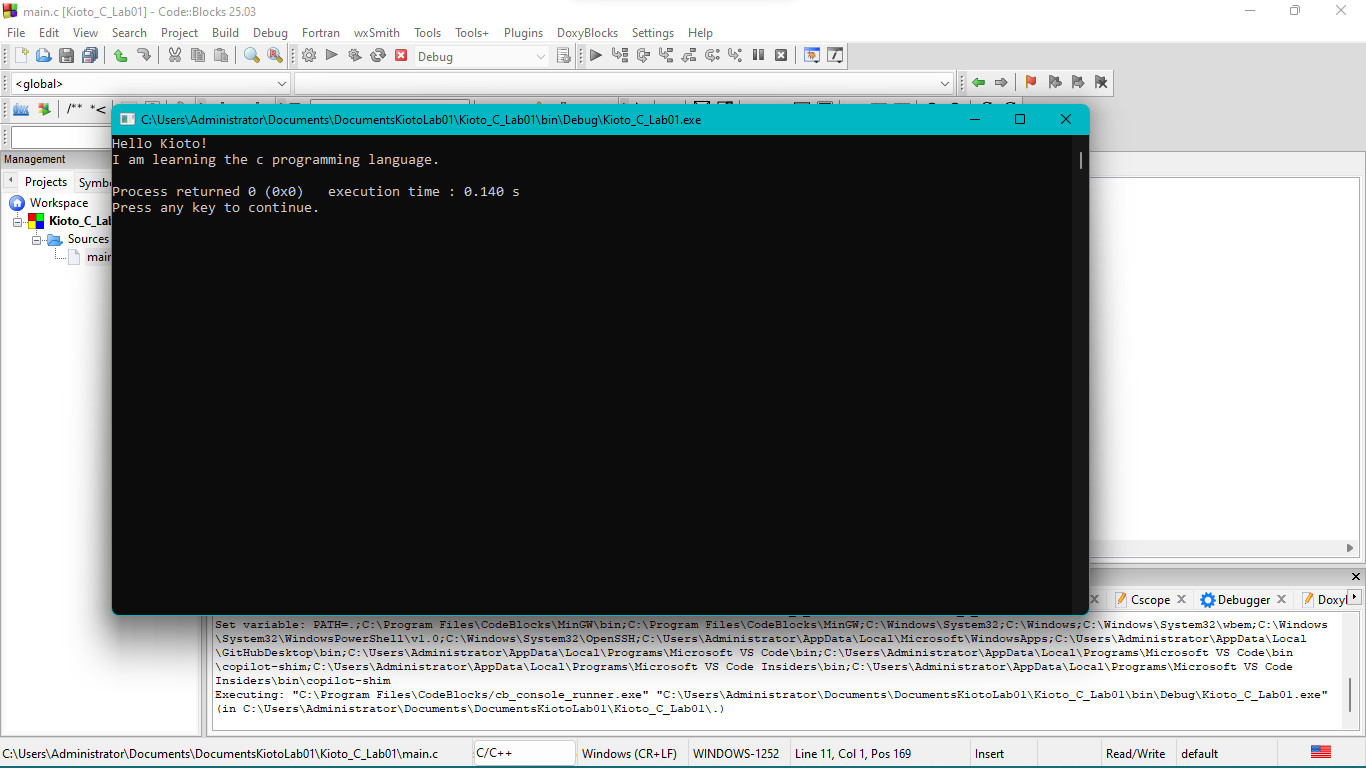 main.c [Kioto_C_Lab01] - Code::Blocks 25.03
File Edit View Search Project Build Debug Fortran wxSmith Tools Tools+ Plugins DoxyBlocks Settings Help
Debug
<global>
/** *<
C:\Users\Administrator\Documents\DocumentsKiotoLab01\Kioto_C_Lab01\bin\Debug\Kioto_C_Lab01.exe
Hello Kioto!
I am learning the c programming language.
Process returned 0 (0x0)   execution time : 0.140 s
Press any key to continue.
Management
Projects Symb
Workspace
Kioto_C_La
Sources
main
Cscope Debugger Doxy
Set variable: PATH=.;C:\Program Files\CodeBlocks\MinGW\bin;C:\Program Files\CodeBlocks\MinGW;C:\Windows\System32;C:\Windows;C:\Windows\System32\wbem;C:\Windows
\System32\WindowsPowerShell\v1.0;C:\Windows\System32\OpenSSH;C:\Users\Administrator\AppData\Local\Microsoft\WindowsApps;C:\Users\Administrator\AppData\Local
\GitHubDesktop\bin;C:\Users\Administrator\AppData\Local\Programs\Microsoft VS Code\bin;C:\Users\Administrator\AppData\Local\Programs\Microsoft VS Code\bin
\copilot-shim;C:\Users\Administrator\AppData\Local\Programs\Microsoft VS Code Insiders\bin;C:\Users\Administrator\AppData\Local\Programs\Microsoft VS Code
Insiders\bin\copilot-shim
Executing: "C:\Program Files\CodeBlocks/cb_console_runner.exe" "C:\Users\Administrator\Documents\DocumentsKiotoLab01\Kioto_C_Lab01\bin\Debug\Kioto_C_Lab01.exe"
(in C:\Users\Administrator\Documents\DocumentsKiotoLab01\Kioto_C_Lab01\.)
C:\Users\Administrator\Documents\DocumentsKiotoLab01\Kioto_C_Lab01\main.c C/C++ Windows (CR+LF) WINDOWS-1252 Line 11, Col 1, Pos 169 Insert Read/Write default